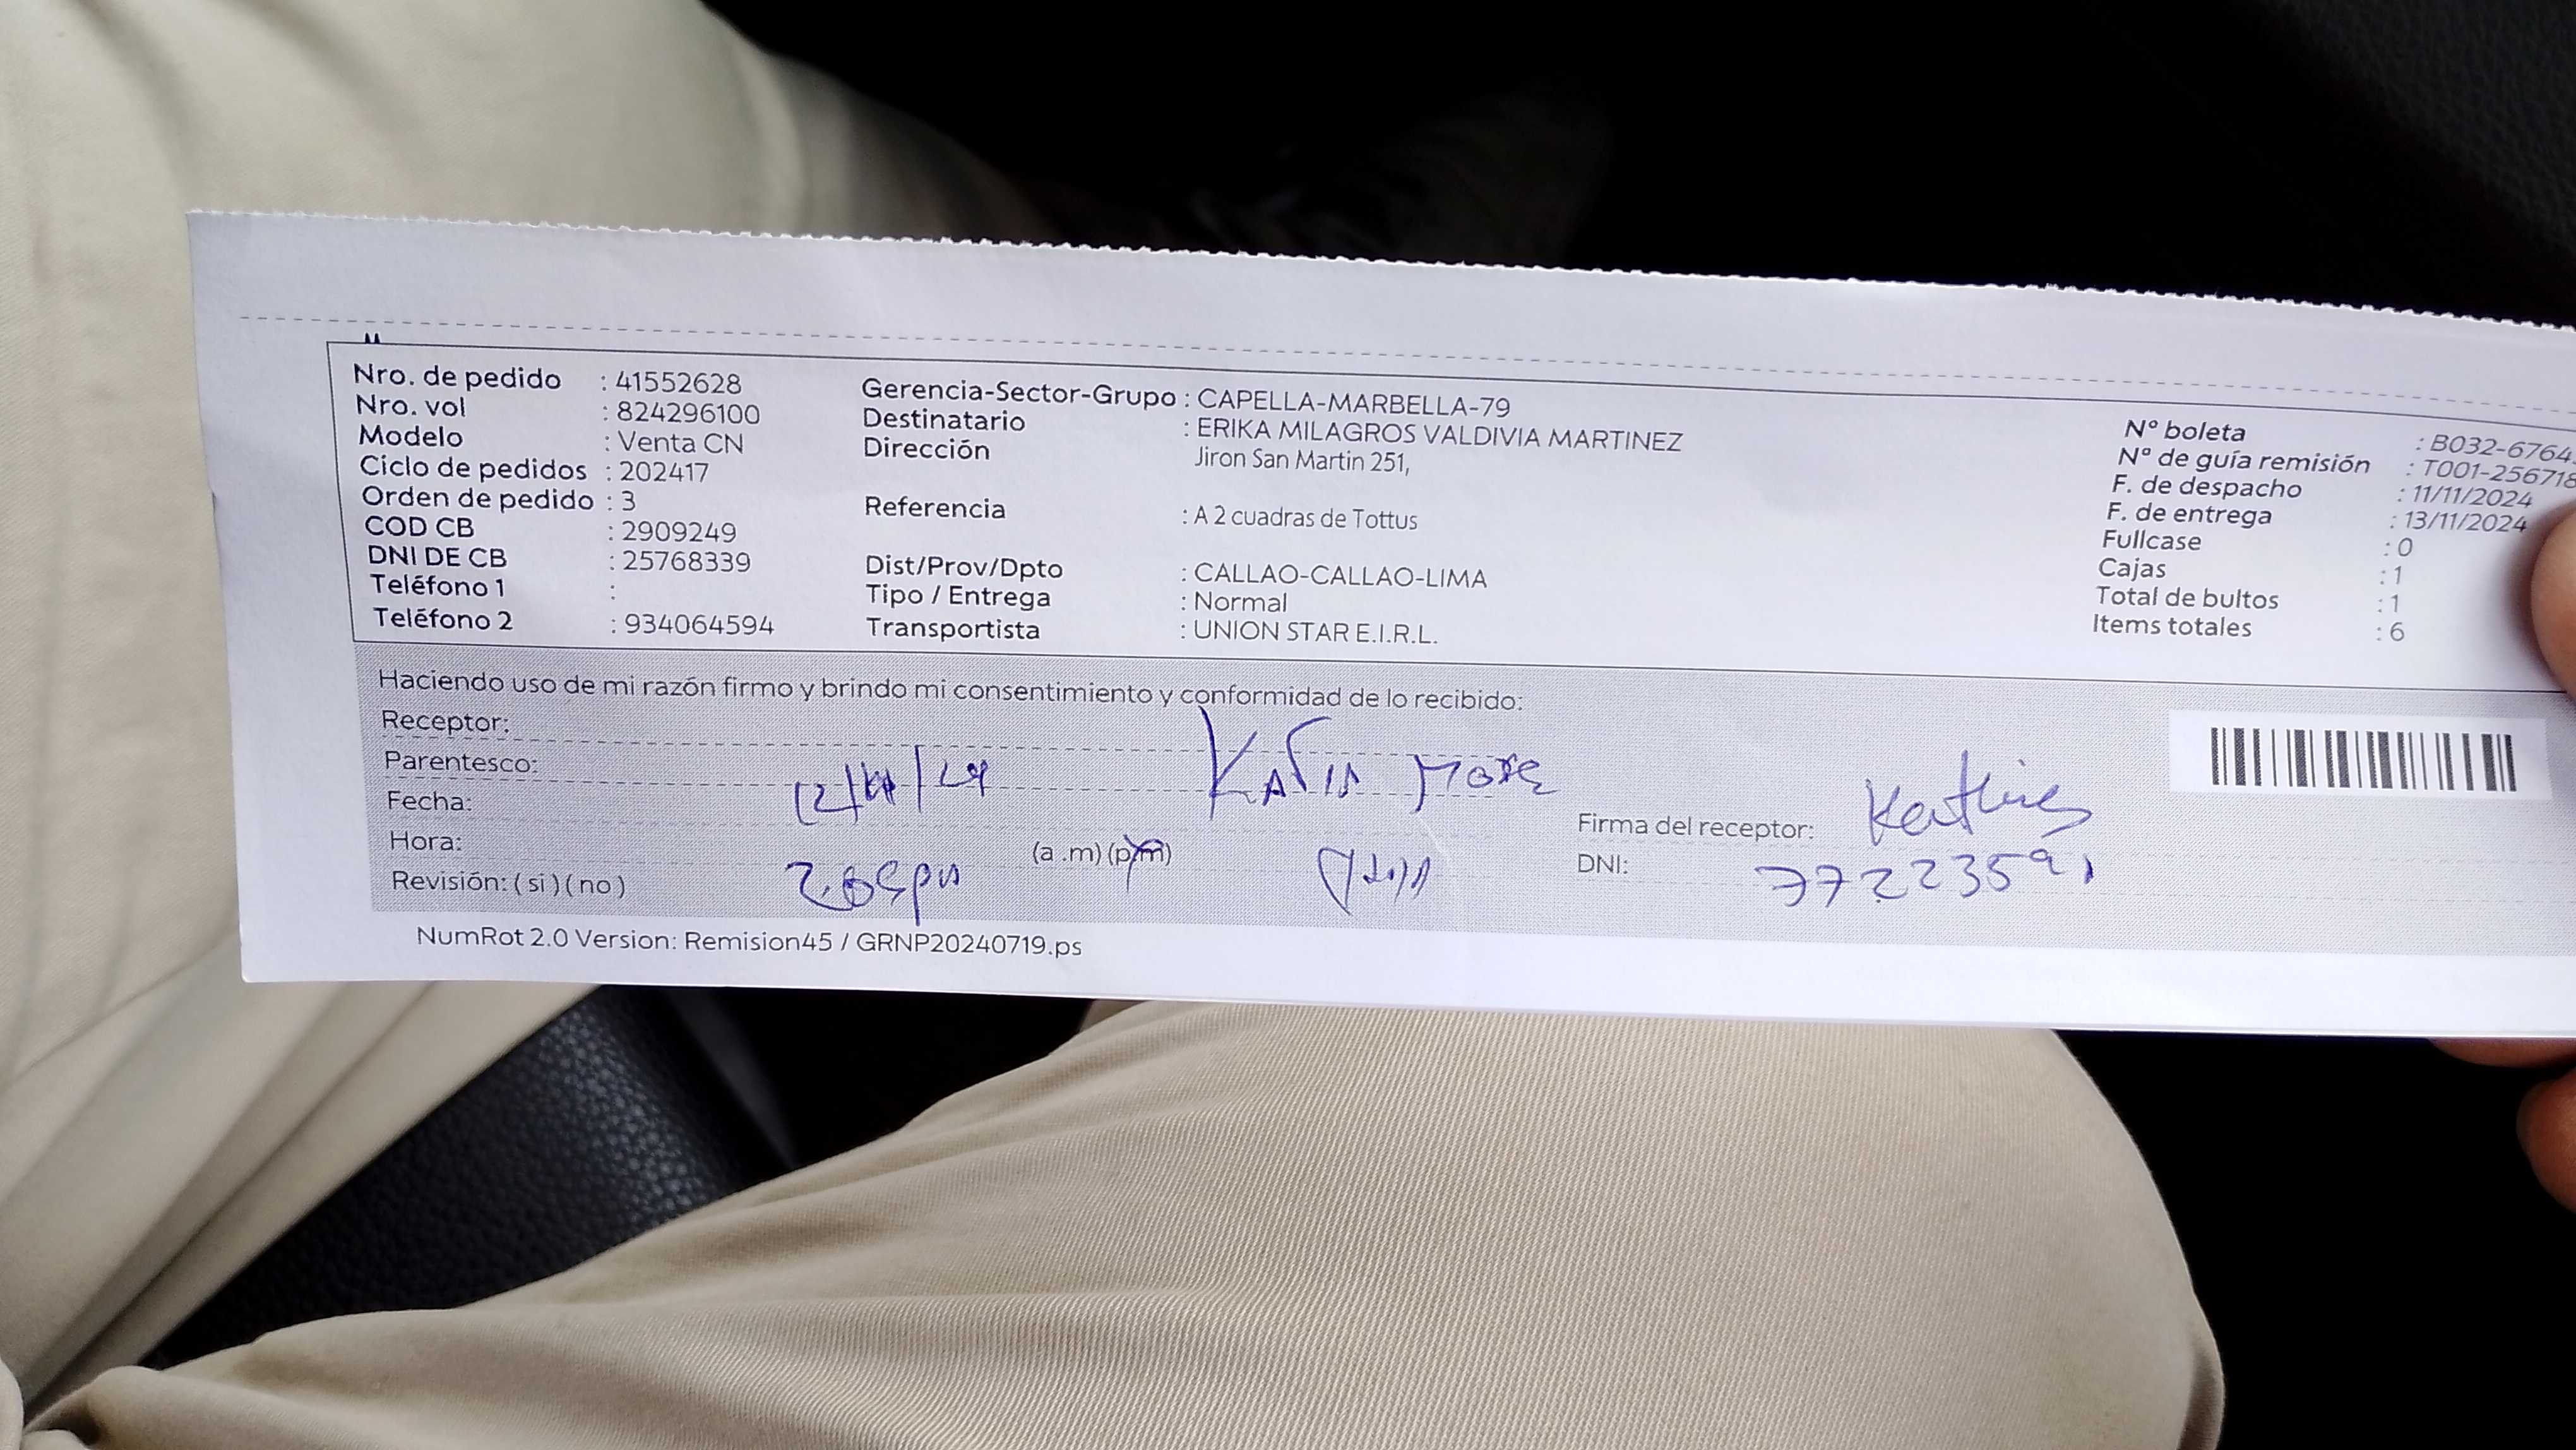 Nro. de pedido : 41552628
Nro. vol : 824296100
Modelo : Venta CN
Ciclo de pedidos : 202417
Orden de pedido : 3
COD CB : 2909249
DNI DE CB : 25768339
Teléfono 1 :
Teléfono 2 : 934064594
Gerencia-Sector-Grupo : CAPELLA-MARBELLA-79
Destinatario : ERIKA MILAGROS VALDIVIA MARTINEZ
Dirección Jiron San Martin 251,
Referencia : A 2 cuadras de Tottus
Dist/Prov/Dpto : CALLAO-CALLAO-LIMA
Tipo / Entrega : Normal
Transportista : UNION STAR E.I.R.L.
N° boleta : B032-6764
N° de guía remisión : T001-256718
F. de despacho : 11/11/2024
F. de entrega : 13/11/2024
Fullcase : 0
Cajas : 1
Total de bultos : 1
Items totales : 6
Haciendo uso de mi razón firmo y brindo mi consentimiento y conformidad de lo recibido:
Receptor:
Parentesco:
Fecha:
Hora: (a .m) (p.m)
Revisión: ( si ) ( no )
Firma del receptor:
DNI: 77223591
NumRot 2.0 Version: Remision45 / GRNP20240719.ps